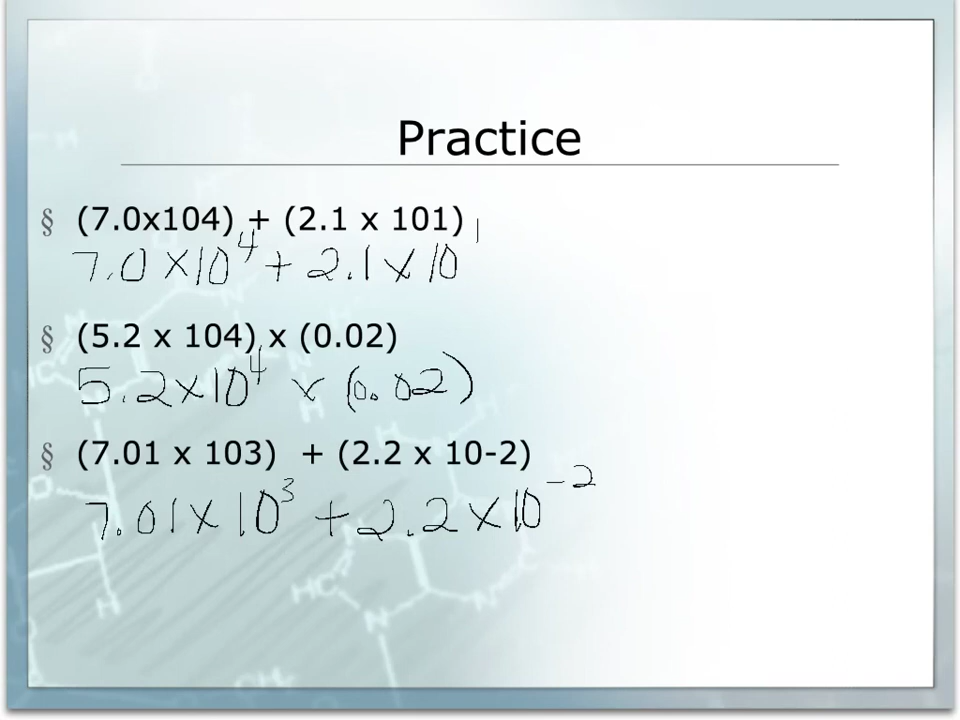 Practice
§ (7.0x104) + (2.1 x 101)
7.0 x 10⁴ + 2.1 x 10¹
§ (5.2 x 104) x (0.02)
5.2 x 10⁴ x (0.02)
§ (7.01 x 103)  + (2.2 x 10-2)
7.01 x 10³ + 2.2 x 10⁻²